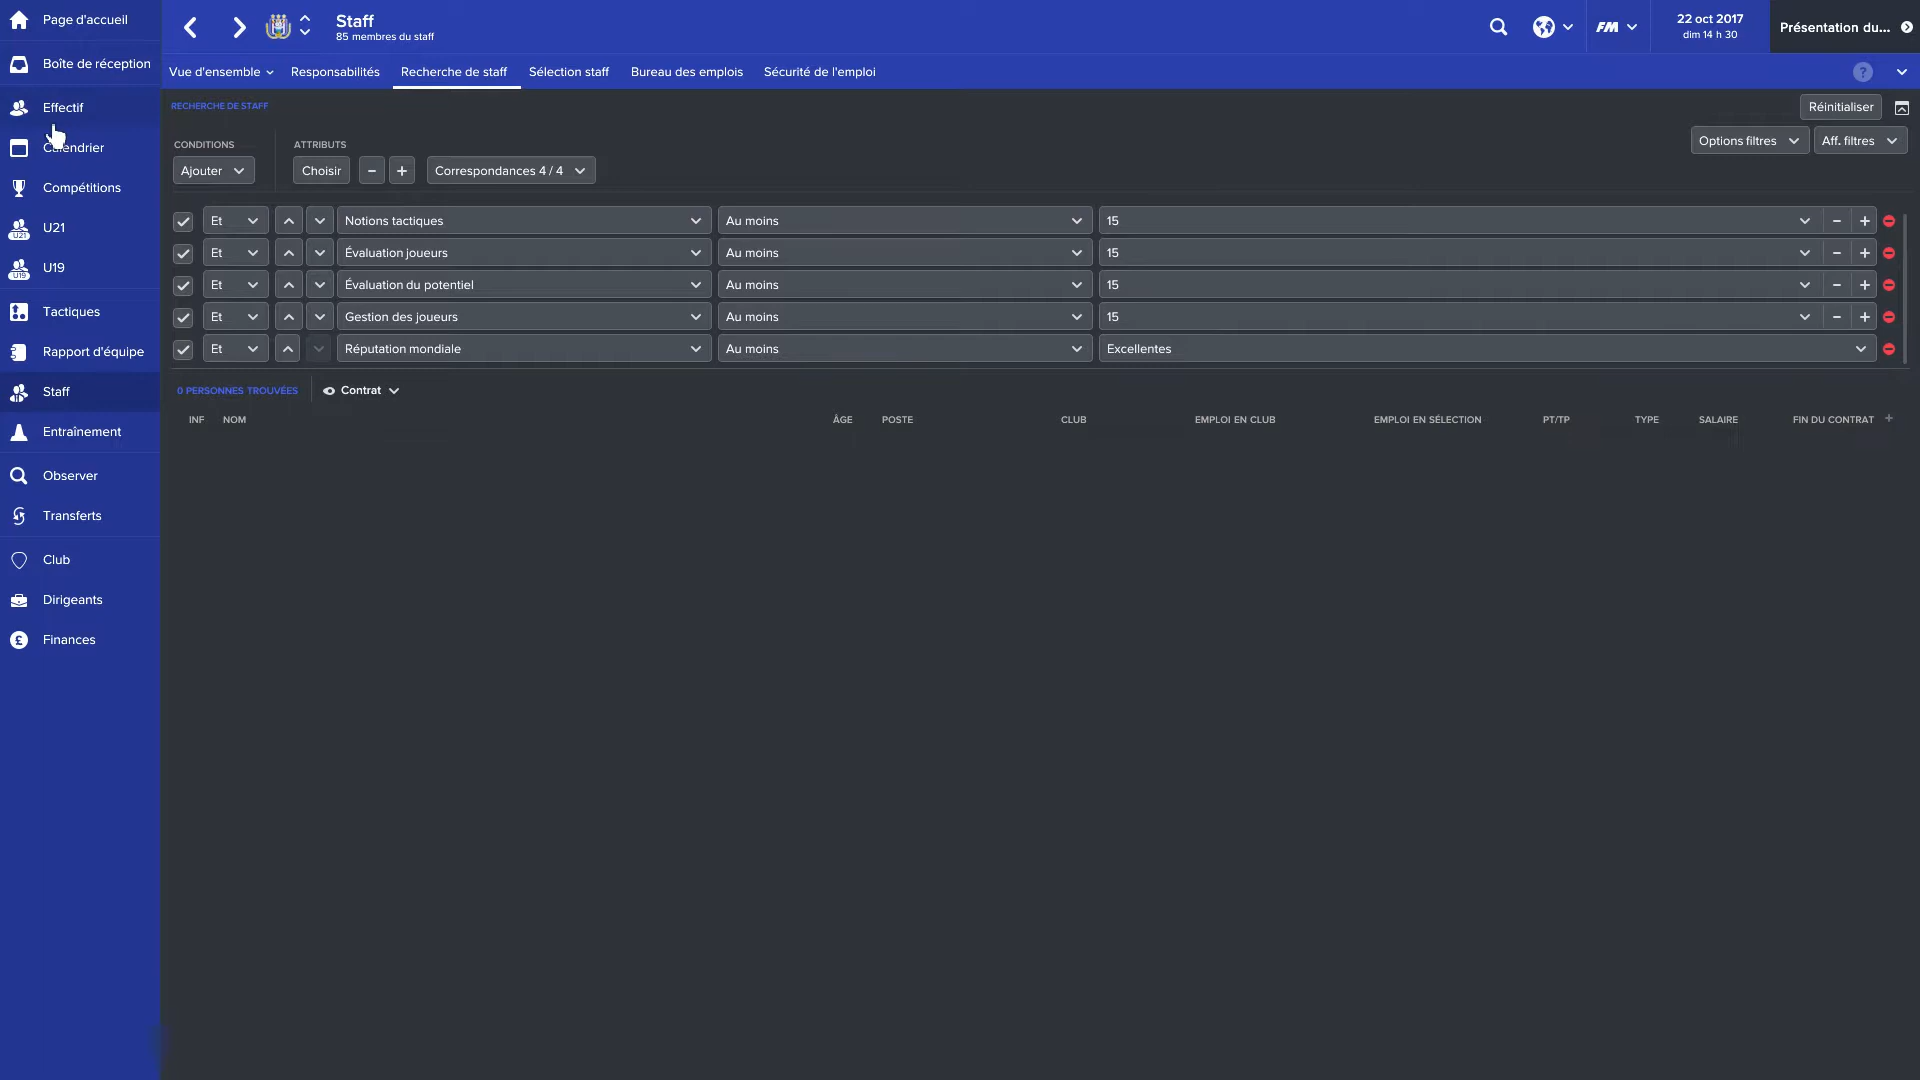 Page d'accueil
Boîte de réception
Effectif
Calendrier
Compétitions
U21
U19
Tactiques
Rapport d'équipe
Staff
Entraînement
Observer
Transferts
Club
Dirigeants
Finances
Staff
85 membres du staff
FM
22 oct 2017
dim 14 h 30
Présentation du...
Vue d'ensemble
Responsabilités
Recherche de staff
Sélection staff
Bureau des emplois
Sécurité de l'emploi
?
RECHERCHE DE STAFF
Réinitialiser
Options filtres
Aff. filtres
CONDITIONS
Ajouter
ATTRIBUTS
Choisir
Correspondances 4 / 4
Et Notions tactiques Au moins 15
Et Évaluation joueurs Au moins 15
Et Évaluation du potentiel Au moins 15
Et Gestion des joueurs Au moins 15
Et Réputation mondiale Au moins Excellentes
0 PERSONNES TROUVÉES Contrat
INF NOM ÂGE POSTE CLUB EMPLOI EN CLUB EMPLOI EN SÉLECTION PT/TP TYPE SALAIRE FIN DU CONTRAT +